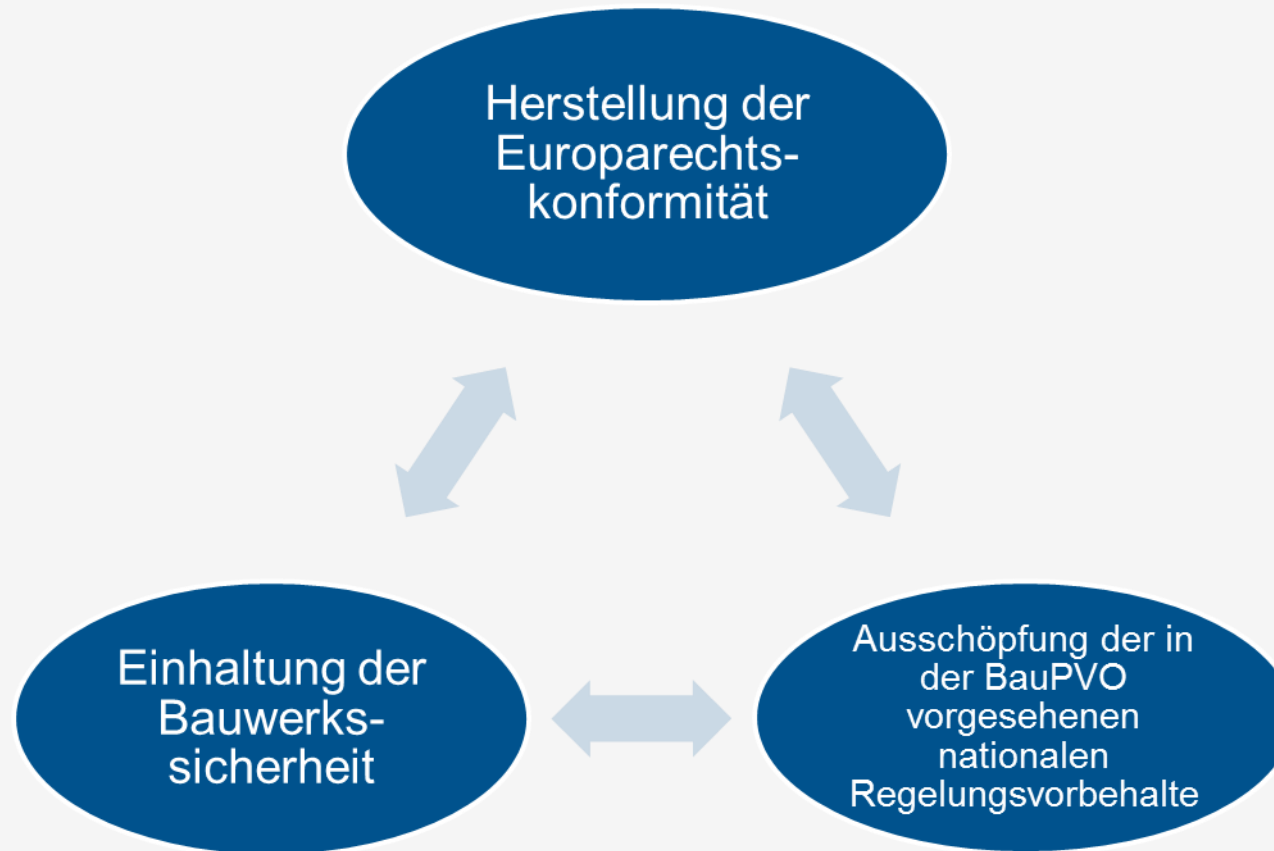 Herstellung der
Europarechts-
konformität
Einhaltung der
Bauwerks-
sicherheit
Ausschöpfung der in
der BauPVO
vorgesehenen
nationalen
Regelungsvorbehalte